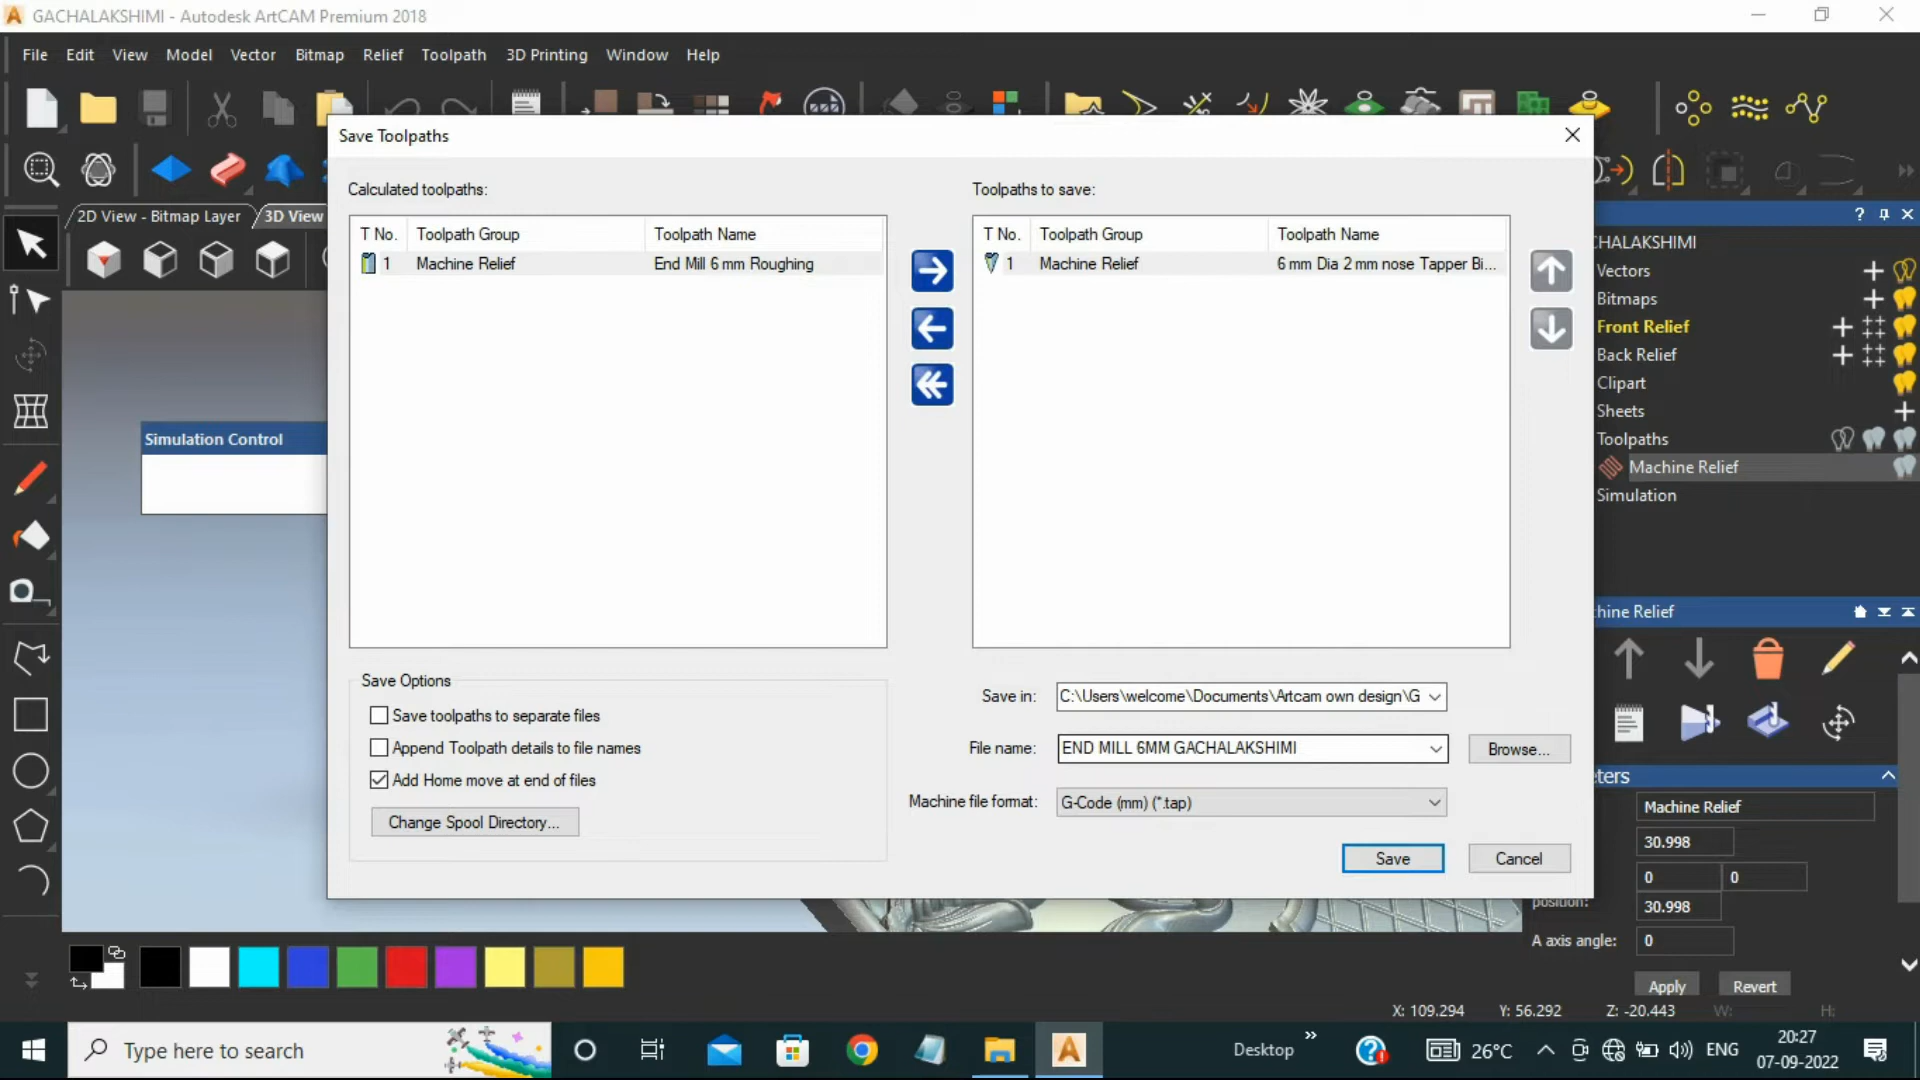 GACHALAKSHIMI - Autodesk ArtCAM Premium 2018
File Edit View Model Vector Bitmap Relief Toolpath 3D Printing Window Help
Save Toolpaths
Calculated toolpaths:
Toolpaths to save:
2D View - Bitmap Layer
3D View
T No. Toolpath Group Toolpath Name
1 Machine Relief End Mill 6 mm Roughing
T No. Toolpath Group Toolpath Name
1 Machine Relief 6 mm Dia 2 mm nose Tapper Bi...
CHALAKSHIMI
Vectors
Bitmaps
Front Relief
Back Relief
Clipart
Sheets
Toolpaths
Machine Relief
Simulation
Simulation Control
Save Options
Save toolpaths to separate files
Append Toolpath details to file names
Add Home move at end of files
Change Spool Directory...
Save in: C:\Users\welcome\Documents\Artcam own design\G
File name: END MILL 6MM GACHALAKSHIMI
Browse...
Machine file format: G-Code (mm) (*.tap)
Save
Cancel
hine Relief
eters
Machine Relief
30.998
0 0
position: 30.998
A axis angle: 0
Apply Revert
X: 109.294 Y: 56.292 Z: -20.443 W: H:
Type here to search
Desktop
26°C
ENG
20:27
07-09-2022